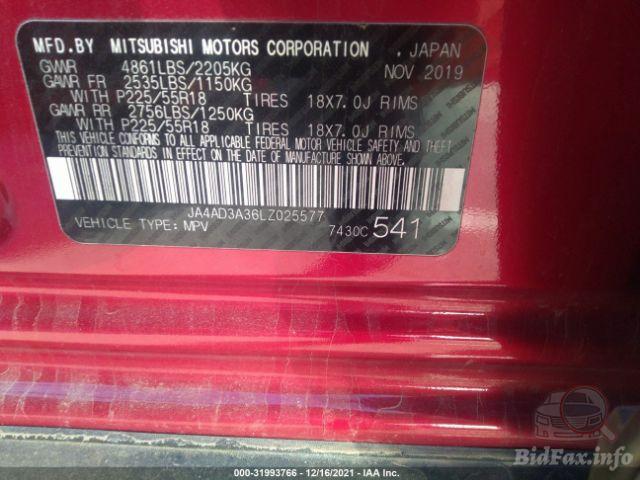 MFD.BY MITSUBISHI MOTORS CORPORATION . JAPAN
GVWR 4861LBS/2205KG NOV 2019
GAWR FR 2535LBS/1150KG
WITH P225/55R18 TIRES 18X7.0J RIMS
GAWR RR 2756LBS/1250KG
WITH P225/55R18 TIRES 18X7.0J RIMS
THIS VEHICLE CONFORMS TO ALL APPLICABLE FEDERAL MOTOR VEHICLE SAFETY AND THEFT
PREVENTION STANDARDS IN EFFECT ON THE DATE OF MANUFACTURE SHOWN ABOVE.
JA4AD3A36LZ025577
VEHICLE TYPE: MPV 7430C 541
000-31993766 - 12/16/2021 - IAA Inc.
BidFax.info